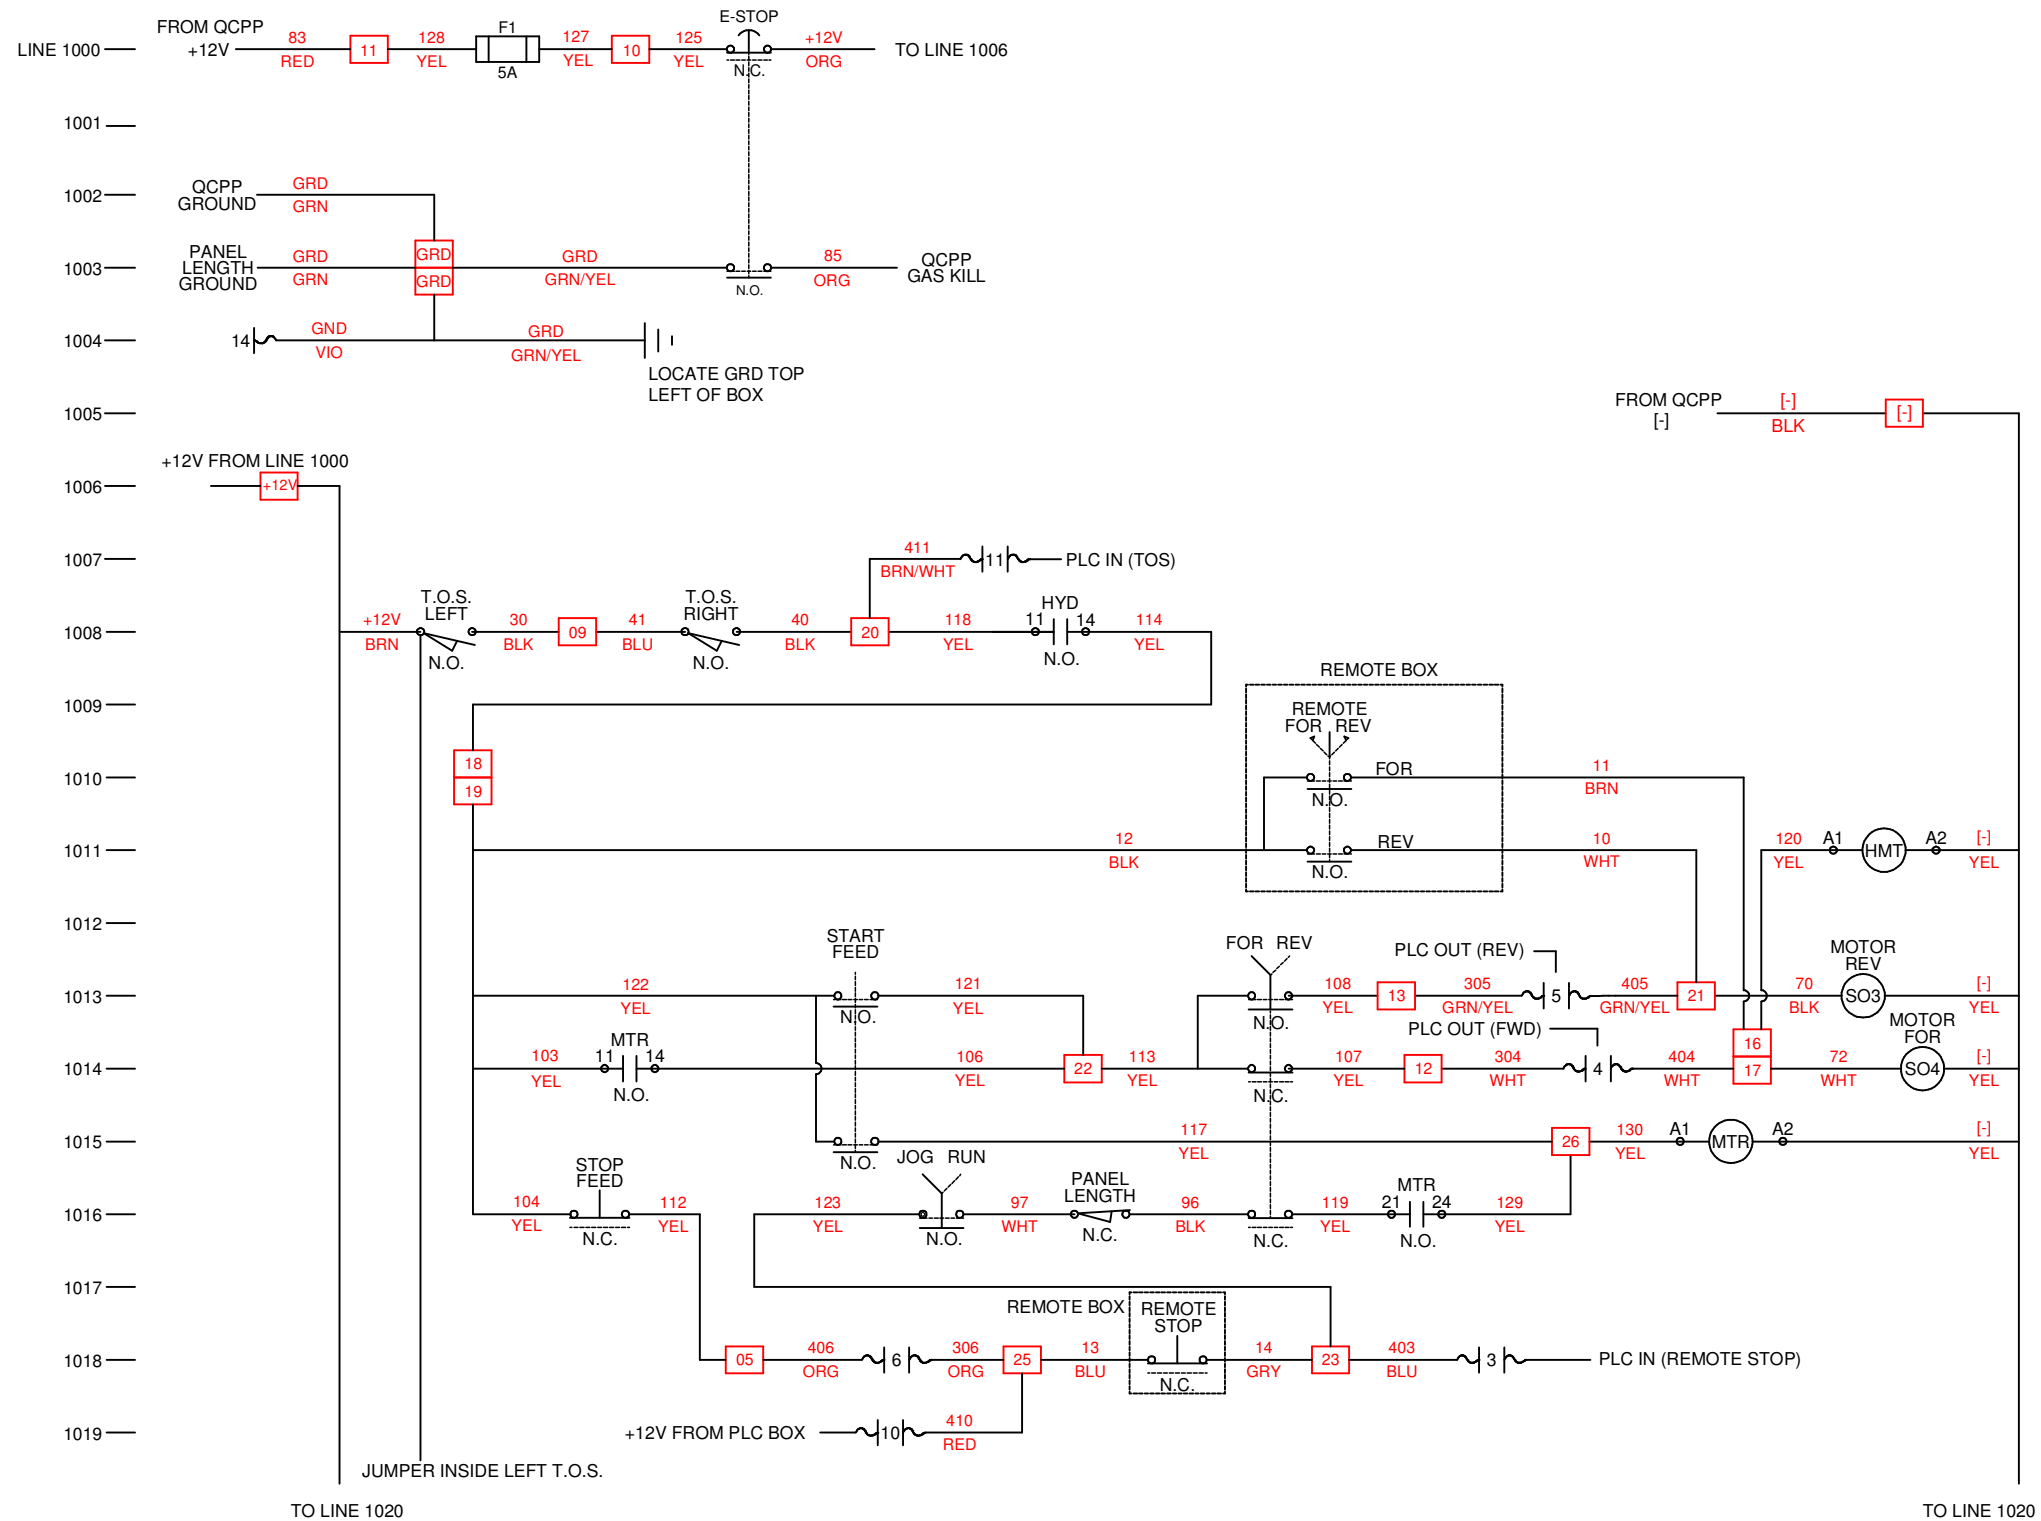 FROM QCPP
+12V
LINE 1000
83
RED
11
128
YEL
F1
5A
127
YEL
10
125
YEL
E-STOP
N.C.
+12V
ORG
TO LINE 1006
1001
1002
QCPP
GROUND
GRD
GRN
1003
PANEL
LENGTH
GROUND
GRD
GRN
GRD
GRD
GRD
GRN/YEL
N.O.
85
ORG
QCPP
GAS KILL
1004
14
GND
VIO
GRD
GRN/YEL
LOCATE GRD TOP
LEFT OF BOX
1005
FROM QCPP
[-]
[-]
BLK
[-]
+12V FROM LINE 1000
1006
+12V
1007
411
BRN/WHT
11
PLC IN (TOS)
1008
+12V
BRN
T.O.S.
LEFT
N.O.
30
BLK
09
41
BLU
T.O.S.
RIGHT
N.O.
40
BLK
20
118
YEL
HYD
11
14
N.O.
114
YEL
1009
REMOTE BOX
REMOTE
FOR REV
1010
18
19
FOR
N.O.
11
BRN
1011
12
BLK
REV
N.O.
10
WHT
120
YEL
A1
HMT
A2
[-]
YEL
1012
START
FEED
FOR REV
PLC OUT (REV)
MOTOR
REV
1013
122
YEL
N.O.
121
YEL
N.O.
108
YEL
13
305
GRN/YEL
5
405
GRN/YEL
21
70
BLK
SO3
[-]
YEL
PLC OUT (FWD)
MOTOR
FOR
1014
103
YEL
MTR
11
14
N.O.
106
YEL
22
113
YEL
N.C.
107
YEL
12
304
WHT
4
404
WHT
16
17
72
WHT
SO4
[-]
YEL
1015
N.O.
117
YEL
26
130
YEL
A1
MTR
A2
[-]
YEL
1016
104
YEL
STOP
FEED
N.C.
112
YEL
123
YEL
JOG RUN
N.O.
97
WHT
PANEL
LENGTH
N.C.
96
BLK
N.C.
119
YEL
MTR
21
24
N.O.
129
YEL
1017
REMOTE BOX
REMOTE
STOP
1018
05
406
ORG
6
306
ORG
25
13
BLU
N.C.
14
GRY
23
403
BLU
3
PLC IN (REMOTE STOP)
1019
+12V FROM PLC BOX
10
410
RED
JUMPER INSIDE LEFT T.O.S.
TO LINE 1020
TO LINE 1020